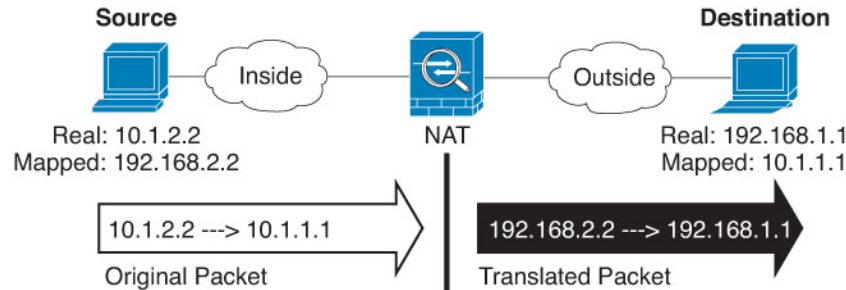 Source
Destination
Inside
Outside
Real: 10.1.2.2
Mapped: 192.168.2.2
NAT
Real: 192.168.1.1
Mapped: 10.1.1.1
10.1.2.2 ---> 10.1.1.1
192.168.2.2 ---> 192.168.1.1
Original Packet
Translated Packet